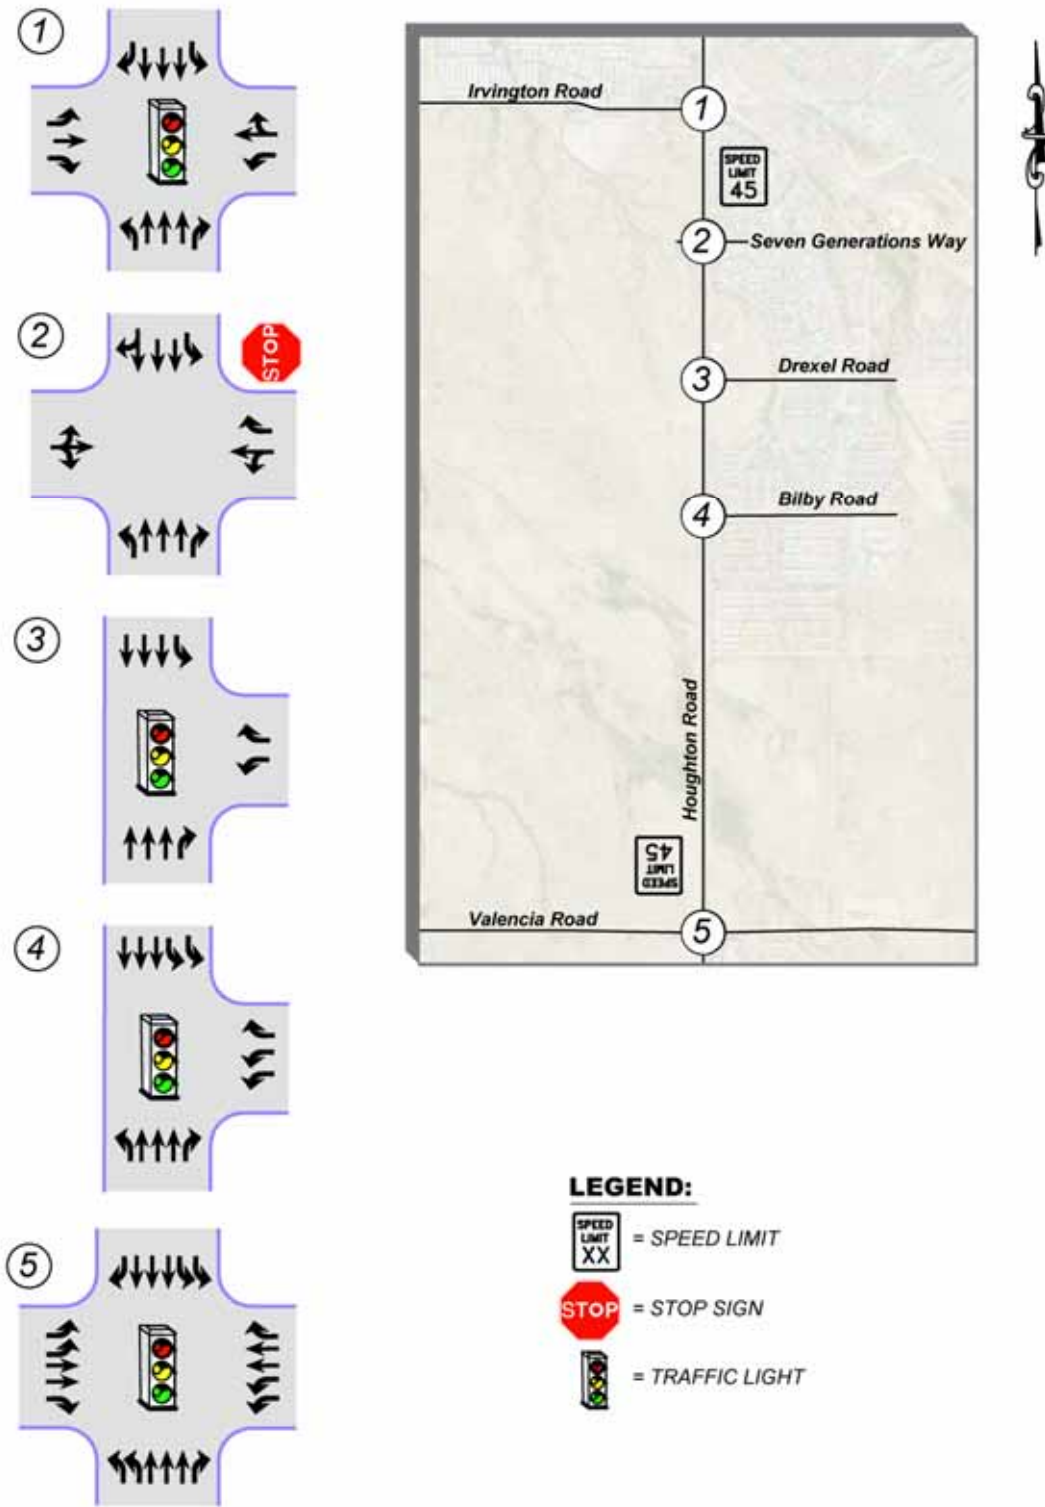 1
2
STOP
3
4
5
Irvington Road
1
SPEED
LIMIT
45
2
Seven Generations Way
3
Drexel Road
4
Bilby Road
Houghton Road
SPEED
LIMIT
45
Valencia Road
5
LEGEND:
SPEED
LIMIT
XX
= SPEED LIMIT
STOP
= STOP SIGN
= TRAFFIC LIGHT